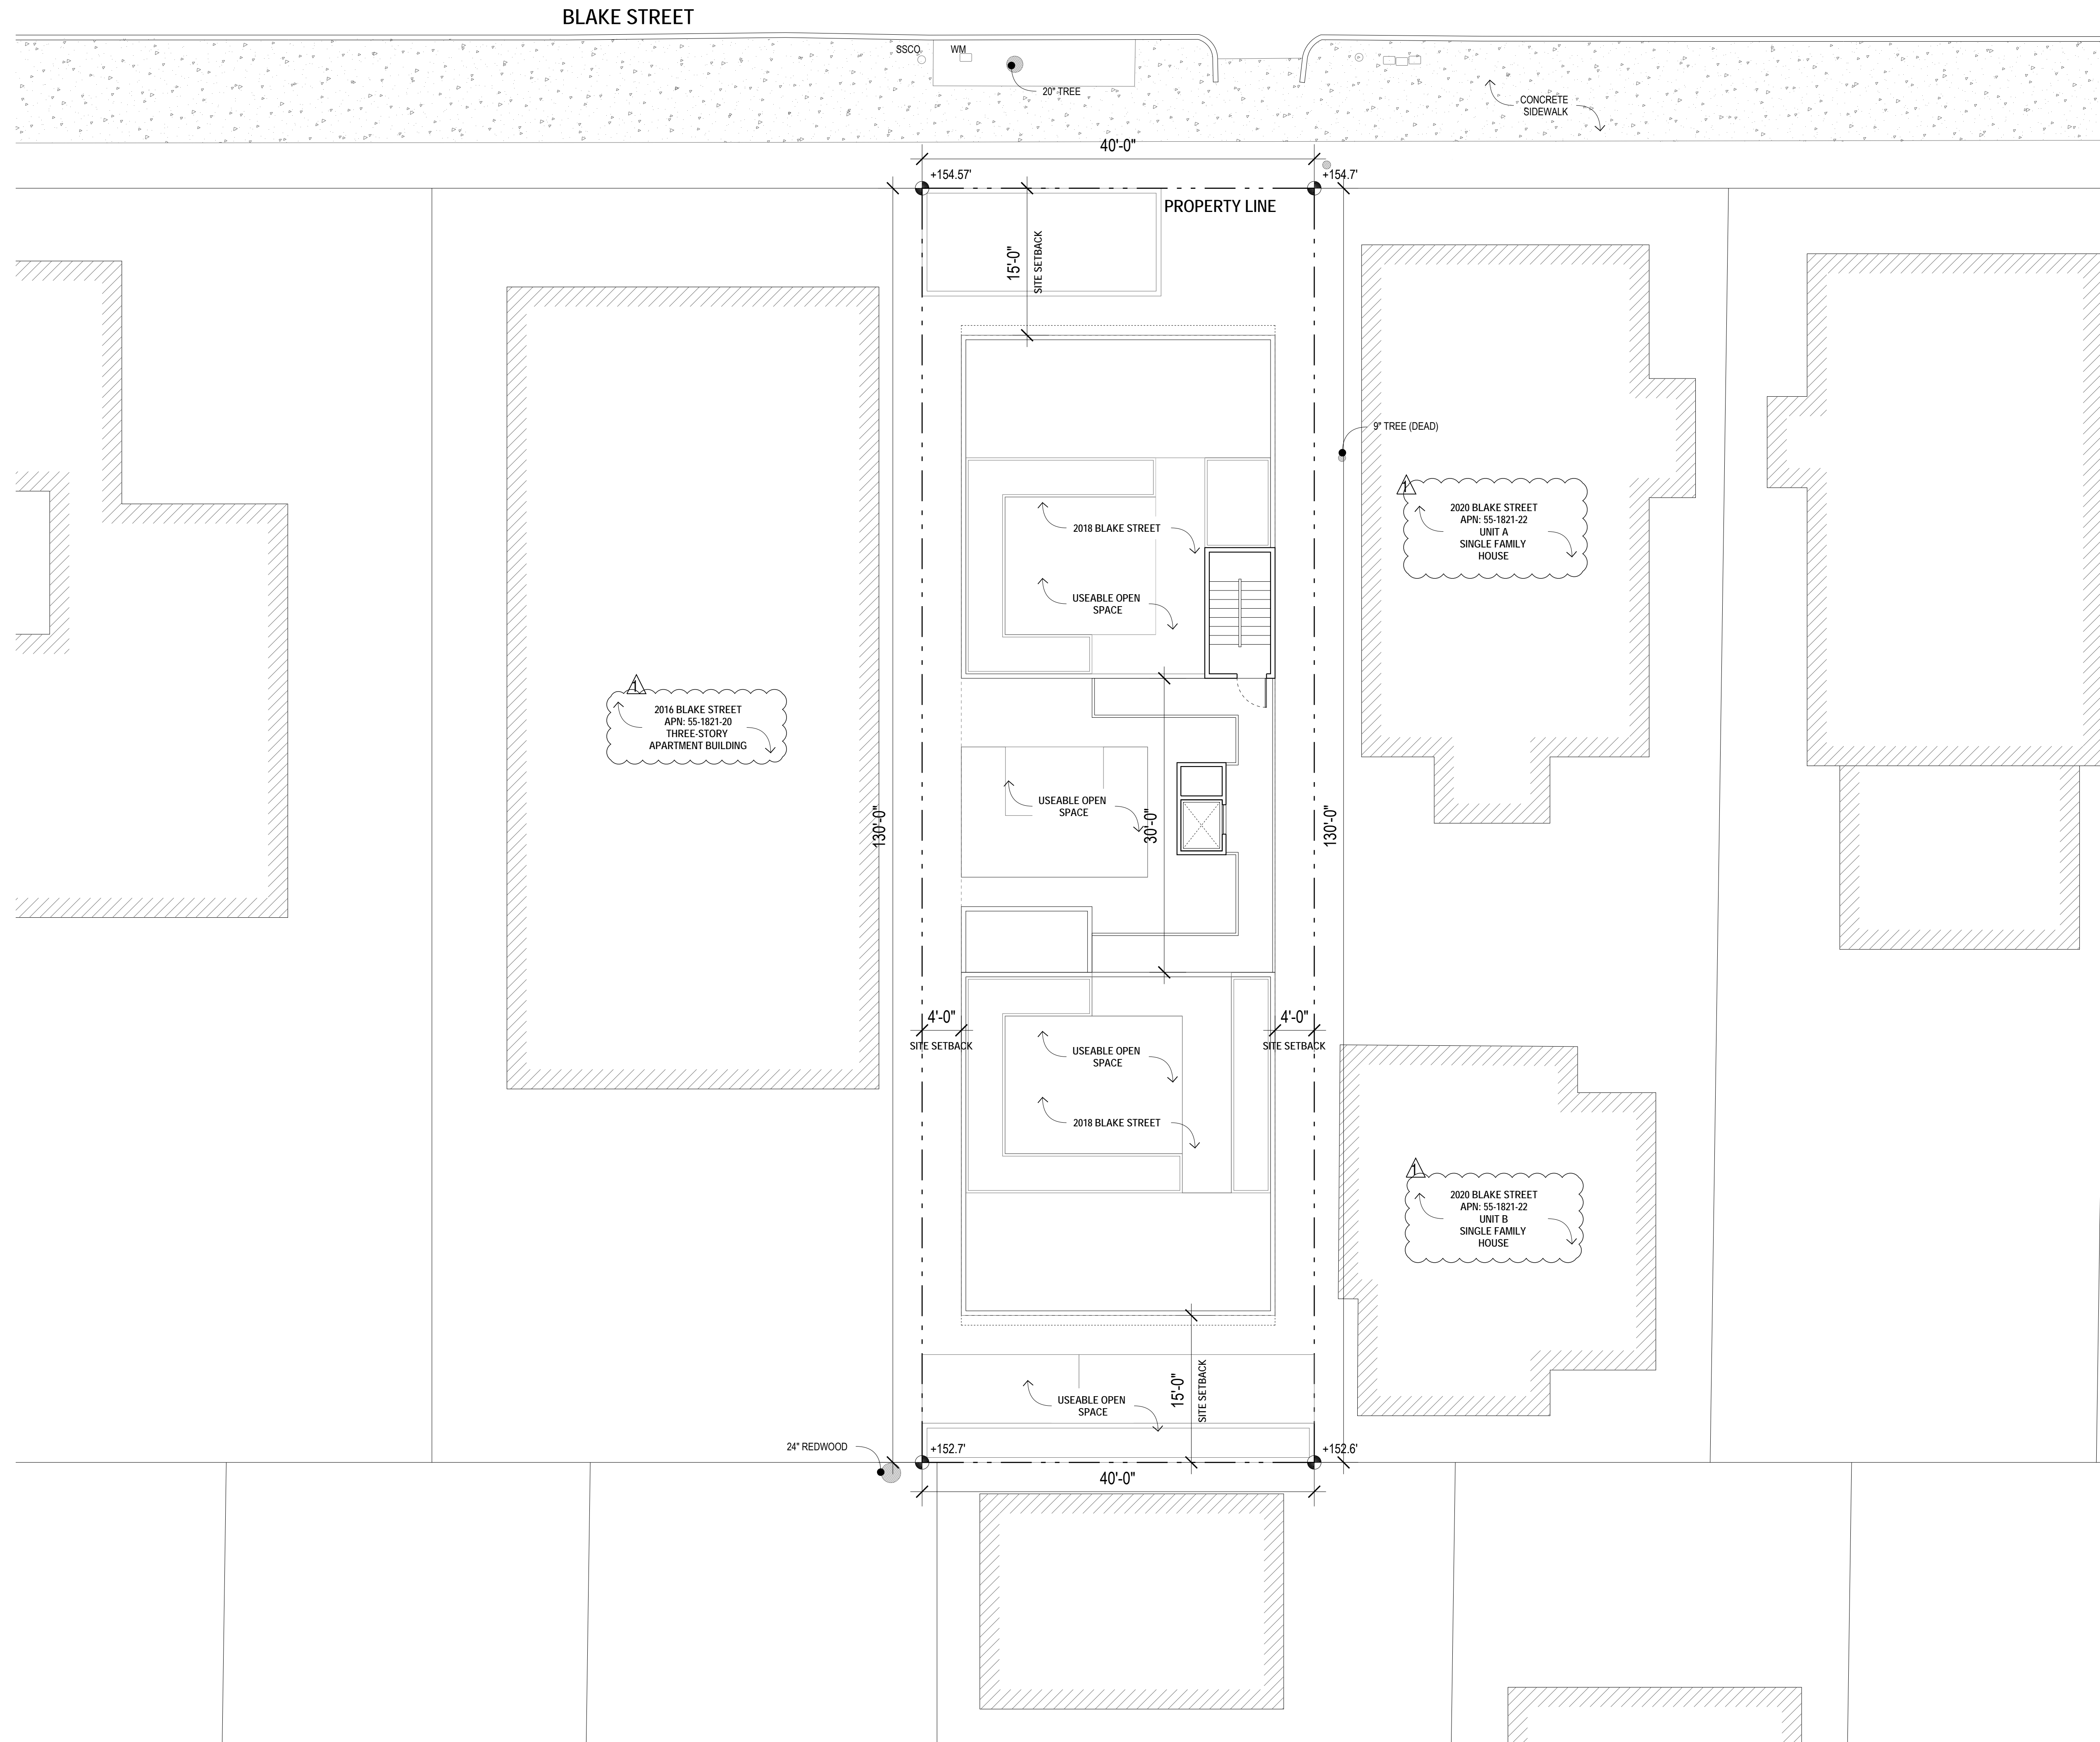 BLAKE STREET
SSCO
WM
20" TREE
CONCRETE
SIDEWALK
40'-0"
+154.57'
+154.7'
PROPERTY LINE
15'-0"
SITE SETBACK
9" TREE (DEAD)
2018 BLAKE STREET
1
2020 BLAKE STREET
APN: 55-1821-22
UNIT A
SINGLE FAMILY
HOUSE
USEABLE OPEN
SPACE
1
2016 BLAKE STREET
APN: 55-1821-20
THREE-STORY
APARTMENT BUILDING
USEABLE OPEN
SPACE
130'-0"
30'-0"
130'-0"
4'-0"
SITE SETBACK
4'-0"
SITE SETBACK
USEABLE OPEN
SPACE
2018 BLAKE STREET
1
2020 BLAKE STREET
APN: 55-1821-22
UNIT B
SINGLE FAMILY
HOUSE
15'-0"
SITE SETBACK
USEABLE OPEN
SPACE
24" REDWOOD
+152.7'
+152.6'
40'-0"